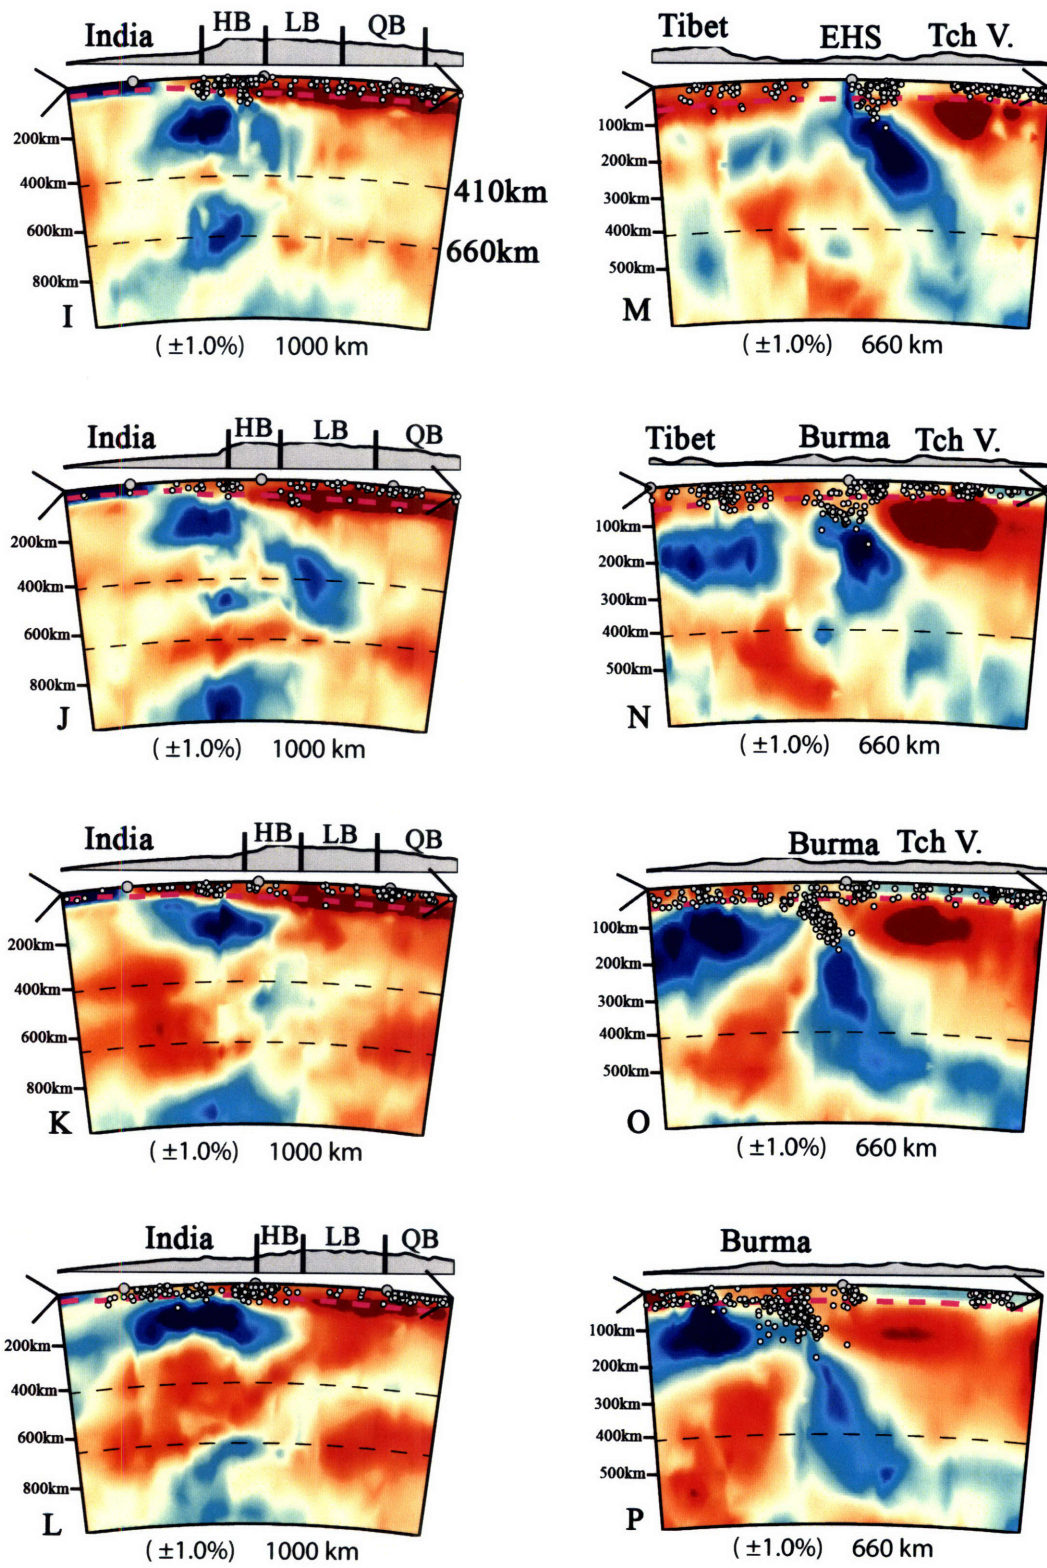 India HB LB QB
200km
400km
600km
800km
410km
660km
I
( ±1.0%) 1000 km
Tibet EHS Tch V.
100km
200km
300km
400km
500km
M
( ±1.0%) 660 km
India HB LB QB
200km
400km
600km
800km
J
( ±1.0%) 1000 km
Tibet Burma Tch V.
100km
200km
300km
400km
500km
N
( ±1.0%) 660 km
India HB LB QB
200km
400km
600km
800km
K
( ±1.0%) 1000 km
Burma Tch V.
100km
200km
300km
400km
500km
O
( ±1.0%) 660 km
India HB LB QB
200km
400km
600km
800km
L
( ±1.0%) 1000 km
Burma
100km
200km
300km
400km
500km
P
( ±1.0%) 660 km